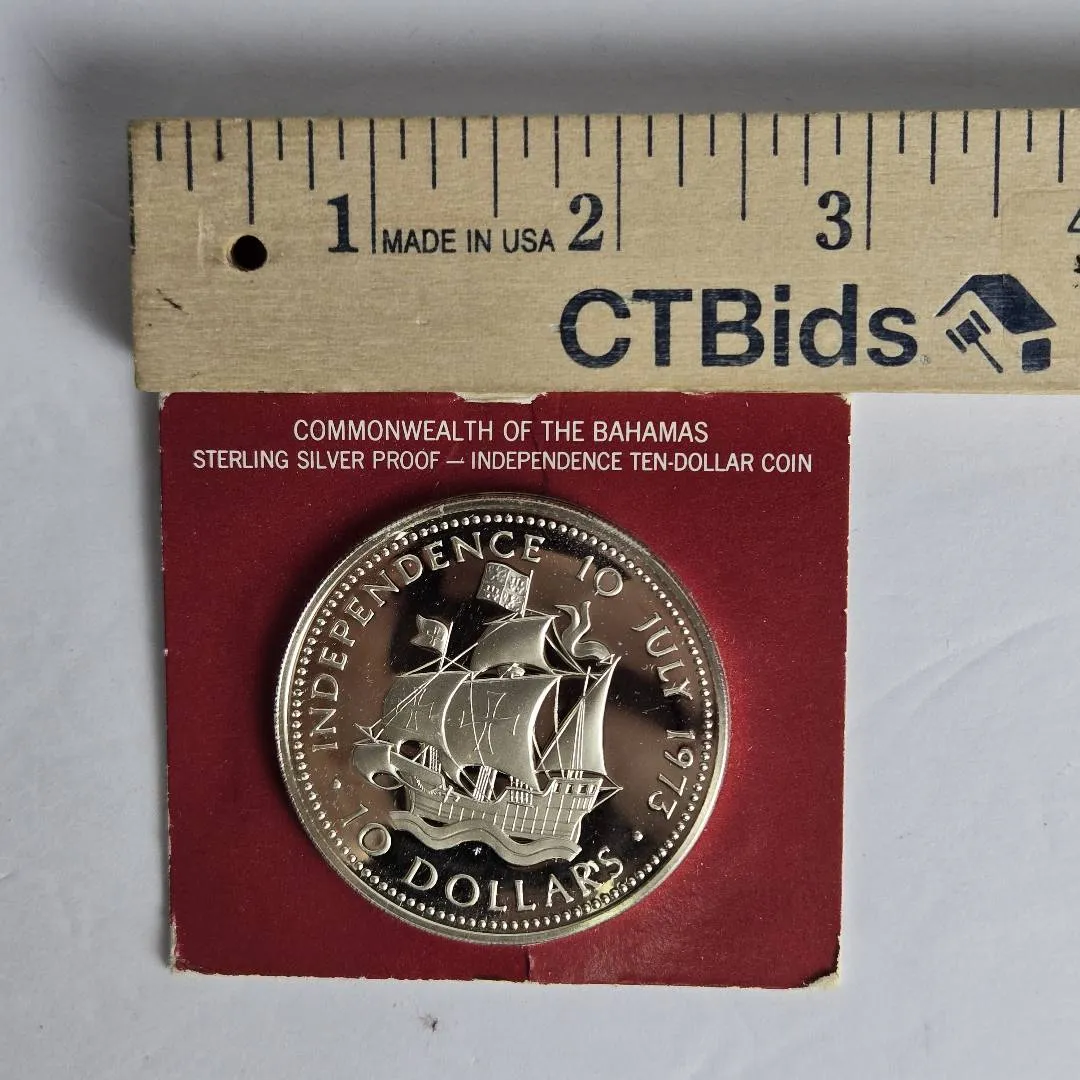 1 2 3 4
MADE IN USA
CTBids
COMMONWEALTH OF THE BAHAMAS
STERLING SILVER PROOF — INDEPENDENCE TEN-DOLLAR COIN
INDEPENDENCE 10 JULY 1973
10 DOLLARS